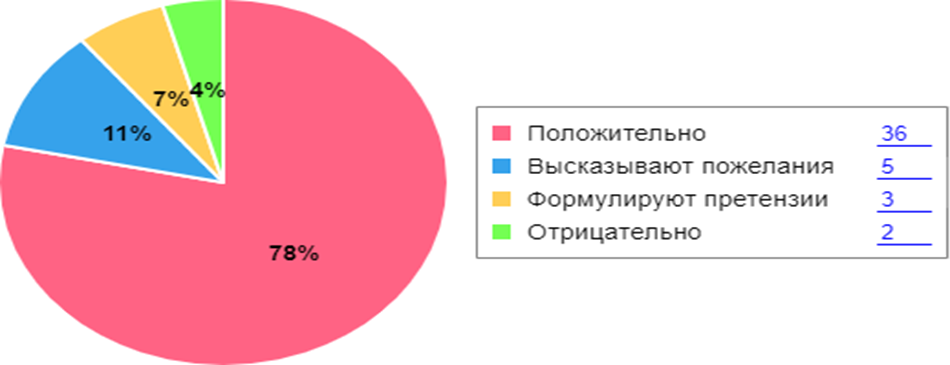 4%
7%
11%
78%
Положительно 36
Высказывают пожелания 5
Формулируют претензии 3
Отрицательно 2